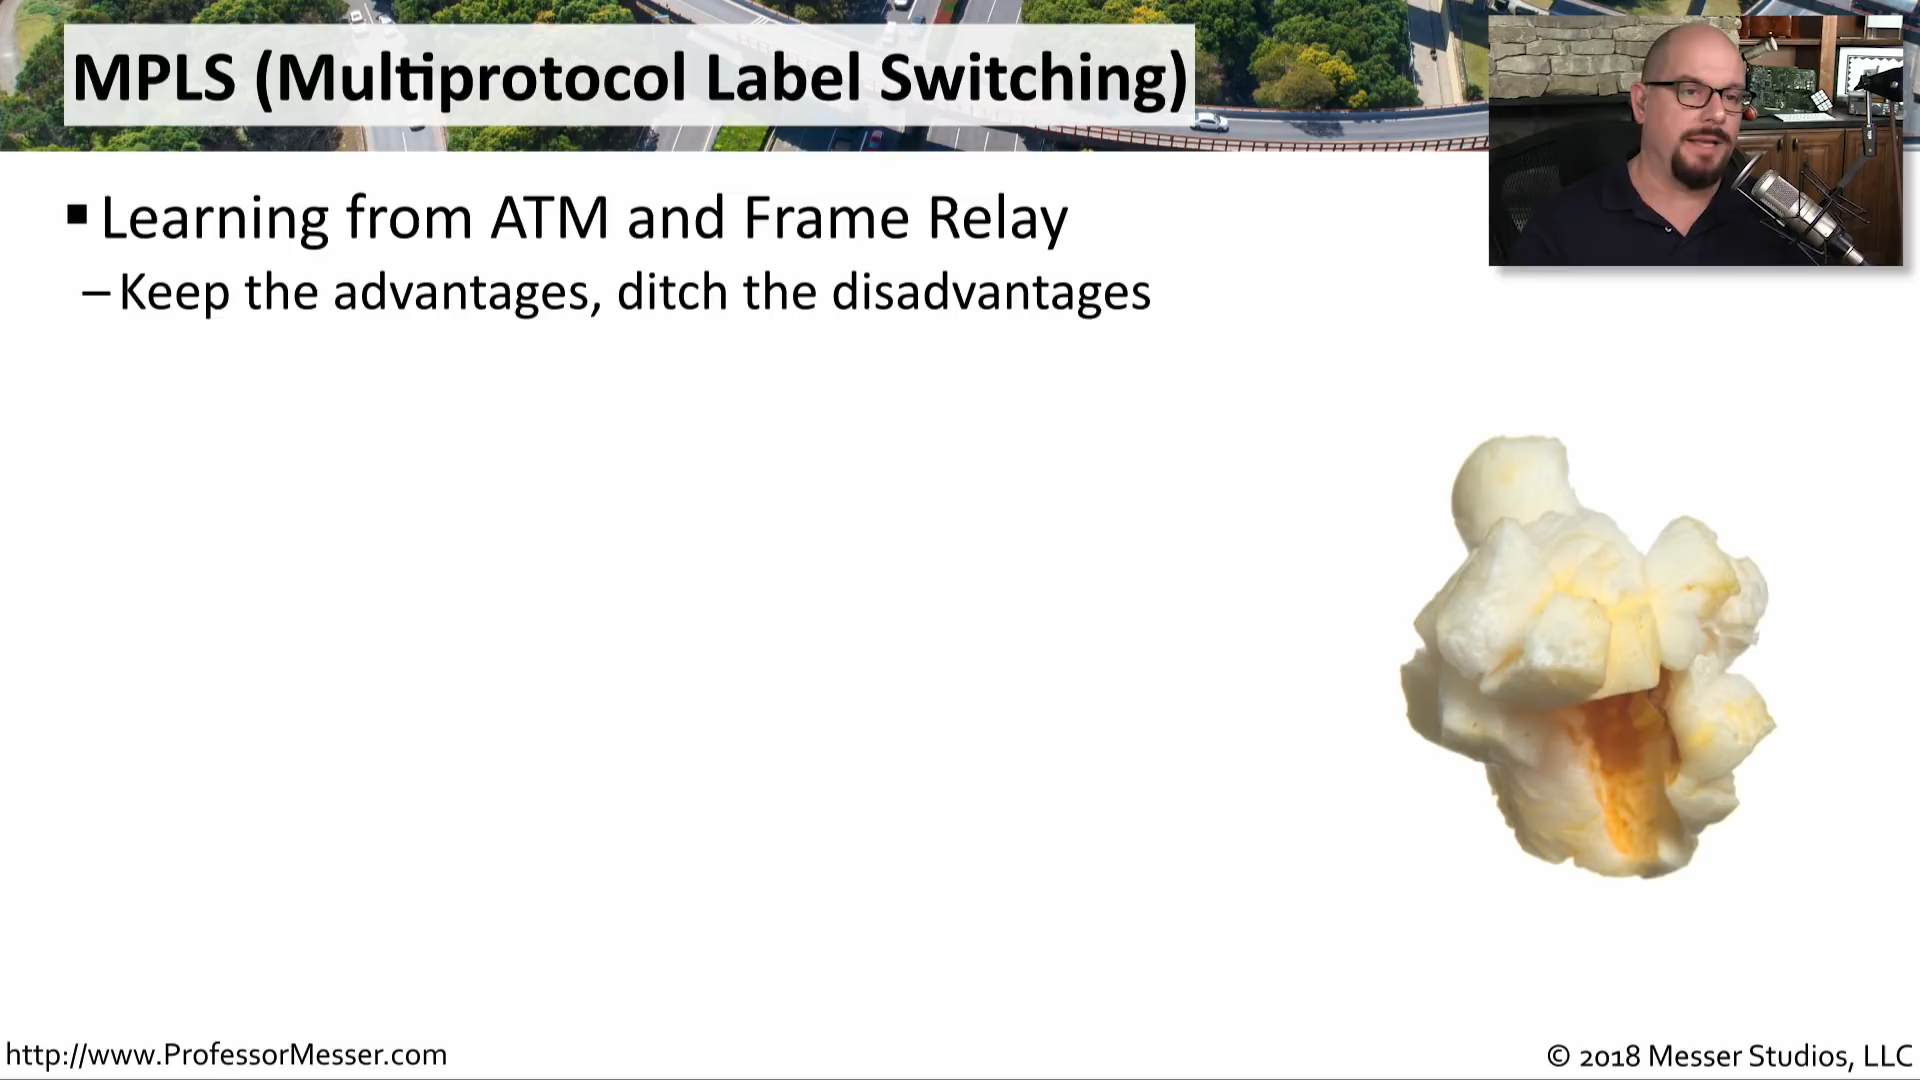 MPLS (Multiprotocol Label Switching)
▪ Learning from ATM and Frame Relay
– Keep the advantages, ditch the disadvantages
http://www.ProfessorMesser.com
© 2018 Messer Studios, LLC